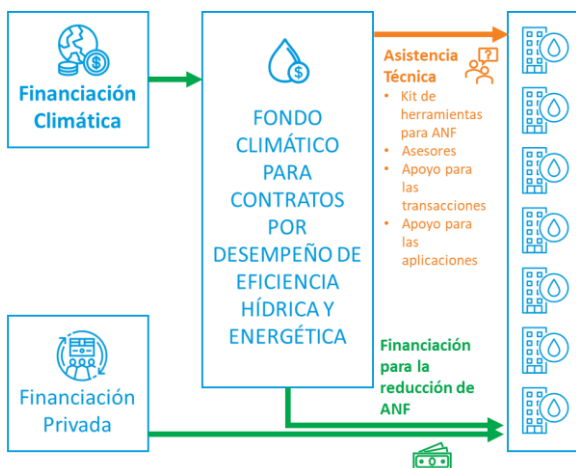 Financiación
Climática
FONDO
CLIMÁTICO
PARA
CONTRATOS
POR
DESEMPEÑO DE
EFICIENCIA
HÍDRICA Y
ENERGÉTICA
Asistencia
Técnica
• Kit de
herramientas
para ANF
• Asesores
• Apoyo para
las
transacciones
• Apoyo para
las
aplicaciones
Financiación
para la
reducción de
ANF
Financiación
Privada